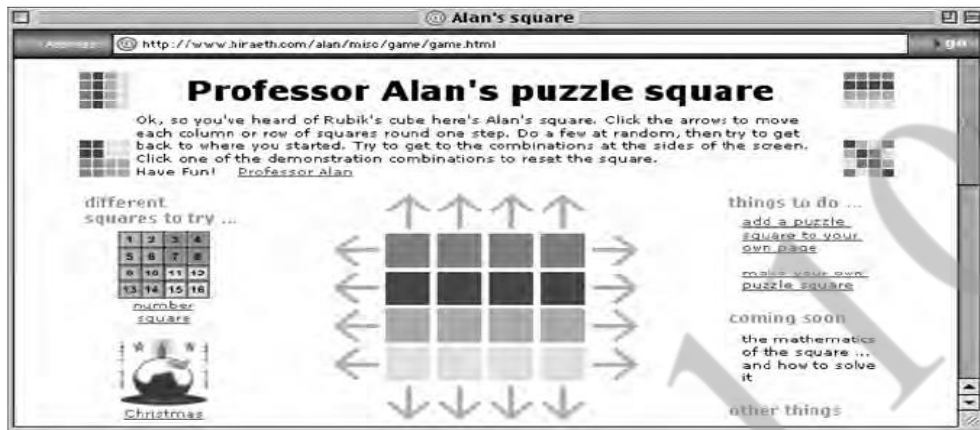 Alan's square
http://www.hiraeth.com/alan/misc/game/game.html
go
Professor Alan's puzzle square
Ok, so you've heard of Rubik's cube here's Alan's square. Click the arrows to move
each column or row of squares round one step. Do a few at random, then try to get
back to where you started. Try to get to the combinations at the sides of the screen.
Click one of the demonstration combinations to reset the square.
Have Fun! Professor Alan
different
squares to try ...
1 2 3 4
5 6 7 8
9 10 11 12
13 14 15 16
number
square
Christmas
things to do ...
add a puzzle
square to your
own page
make your own
puzzle square
coming soon
the mathematics
of the square ...
and how to solve
it
other things
110